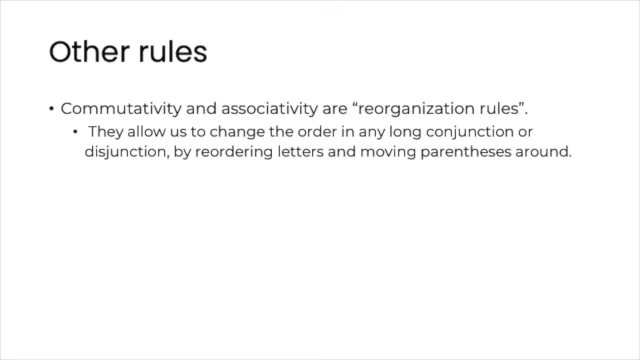 Other rules
• Commutativity and associativity are “reorganization rules”.
• They allow us to change the order in any long conjunction or
disjunction, by reordering letters and moving parentheses around.